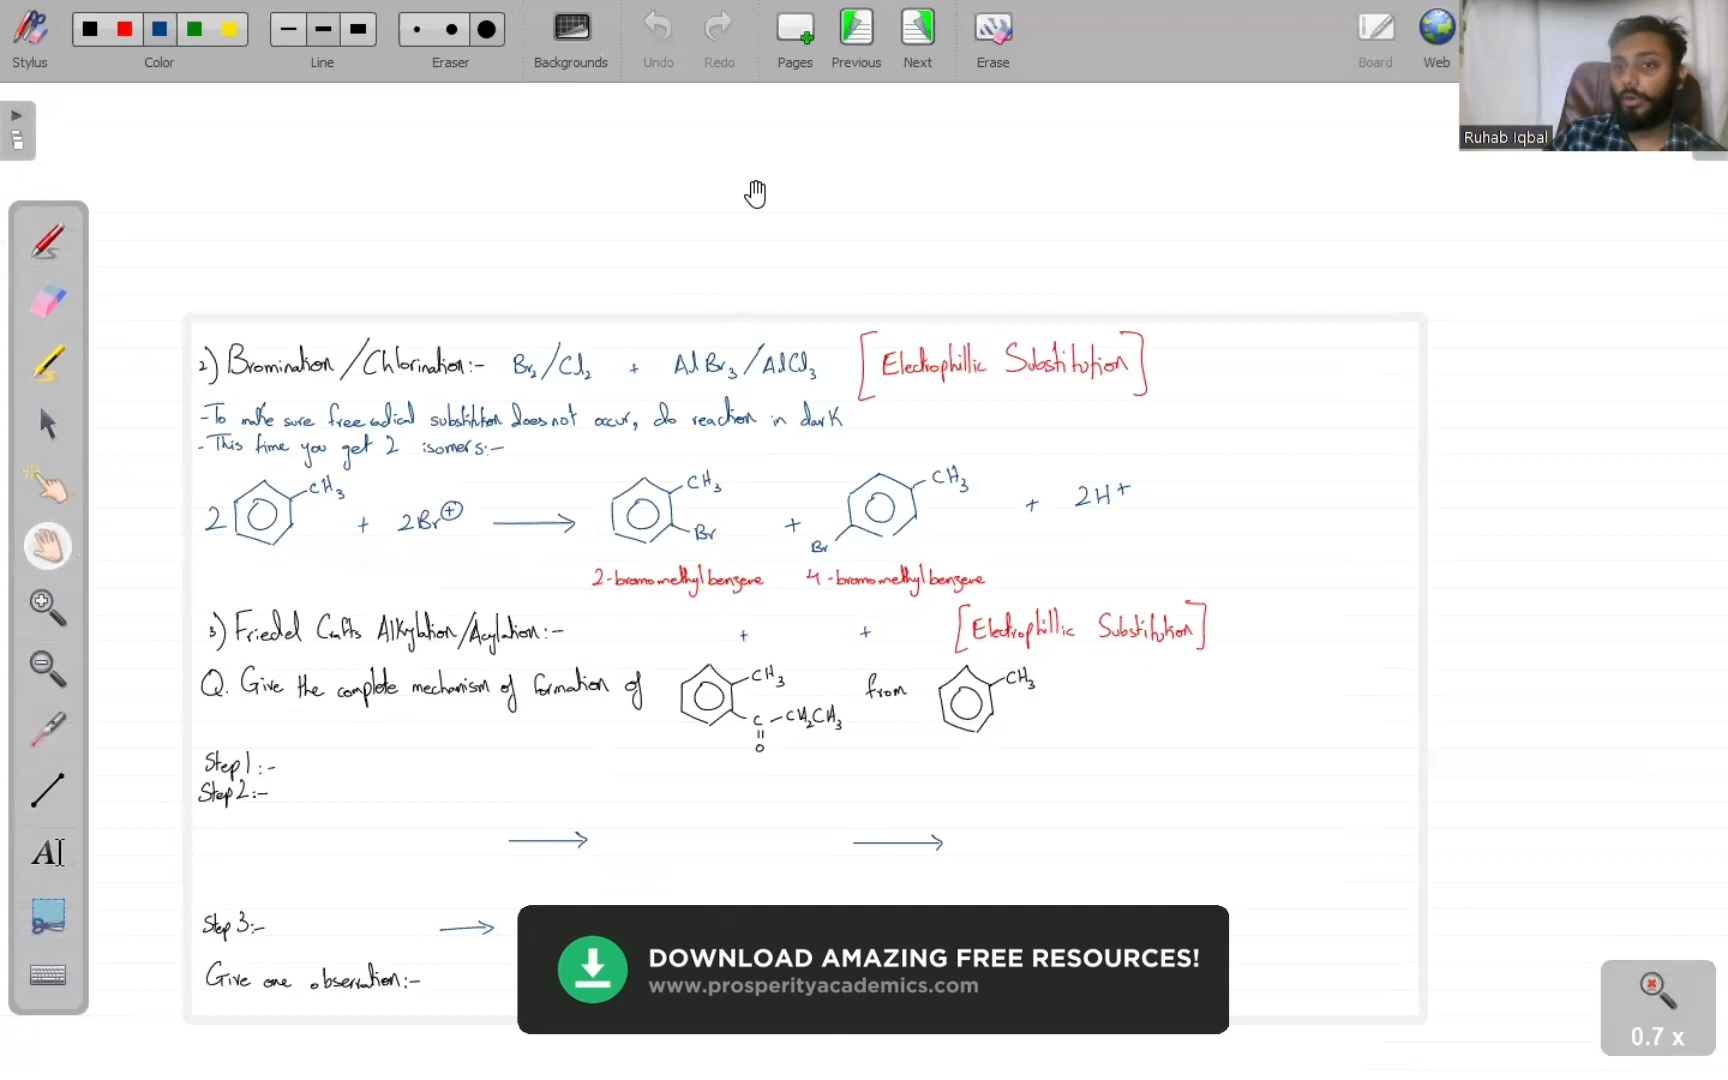 Stylus Color Line Eraser Backgrounds Undo Redo Pages Previous Next Erase Board Web
Ruhab Iqbal
2) Bromination/Chlorination:- Br₂/Cl₂ + AlBr₃/AlCl₃ [Electrophillic Substitution]
-To make sure free radical substitution does not occur, do reaction in dark
-This time you get 2 isomers:-
2 CH₃ + 2Br⊕ → CH₃ Br + CH₃ Br + 2H+
2-bromomethylbenzene 4-bromomethylbenzene
3) Friedel Crafts Alkylation/Acylation:- + + [Electrophillic Substitution]
Q. Give the complete mechanism of formation of CH₃ C CH₂CH₃ O from CH₃
Step 1:-
Step 2:-
→ →
Step 3:- →
Give one observation:-
DOWNLOAD AMAZING FREE RESOURCES!
www.prosperityacademics.com
AI
0.7 x